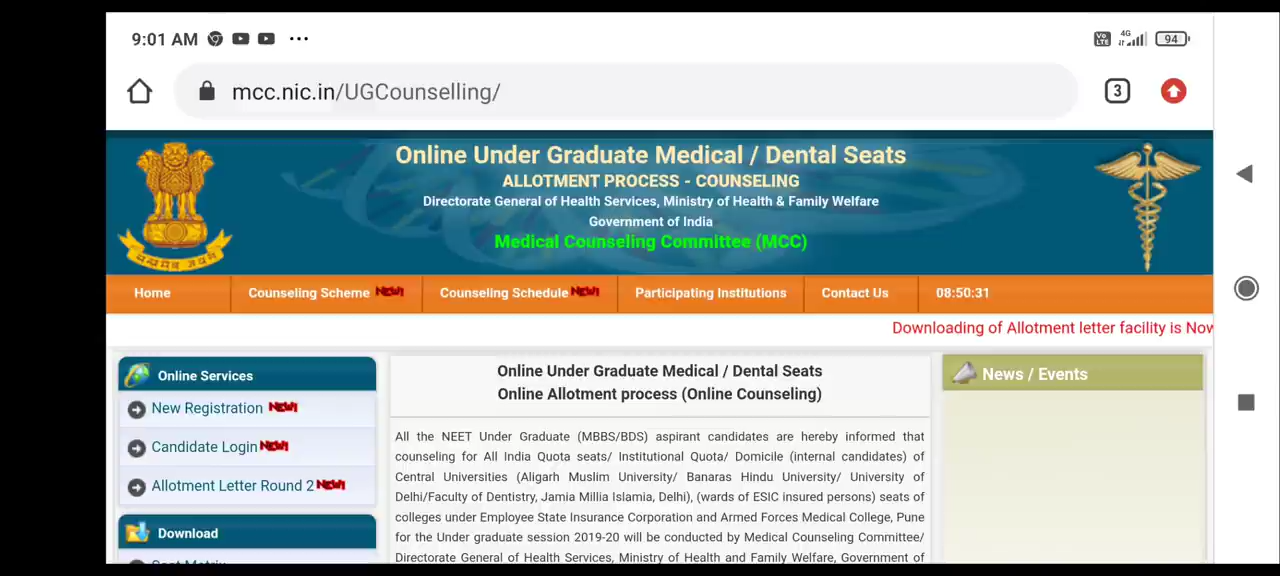 9:01 AM
4G
94
mcc.nic.in/UGCounselling/
3
Online Under Graduate Medical / Dental Seats
ALLOTMENT PROCESS - COUNSELING
Directorate General of Health Services, Ministry of Health & Family Welfare
Government of India
Medical Counseling Committee (MCC)
सत्यमेव जयते
Home
Counseling Scheme NEW!
Counseling Schedule NEW!
Participating Institutions
Contact Us
08:50:31
Downloading of Allotment letter facility is Now
Online Services
New Registration NEW!
Candidate Login NEW!
Allotment Letter Round 2 NEW!
Download
Online Under Graduate Medical / Dental Seats
Online Allotment process (Online Counseling)
All the NEET Under Graduate (MBBS/BDS) aspirant candidates are hereby informed that
counseling for All India Quota seats/ Institutional Quota/ Domicile (internal candidates) of
Central Universities (Aligarh Muslim University/ Banaras Hindu University/ University of
Delhi/Faculty of Dentistry, Jamia Millia Islamia, Delhi), (wards of ESIC insured persons) seats of
colleges under Employee State Insurance Corporation and Armed Forces Medical College, Pune
for the Under graduate session 2019-20 will be conducted by Medical Counseling Committee/
Directorate General of Health Services, Ministry of Health and Family Welfare, Government of
News / Events